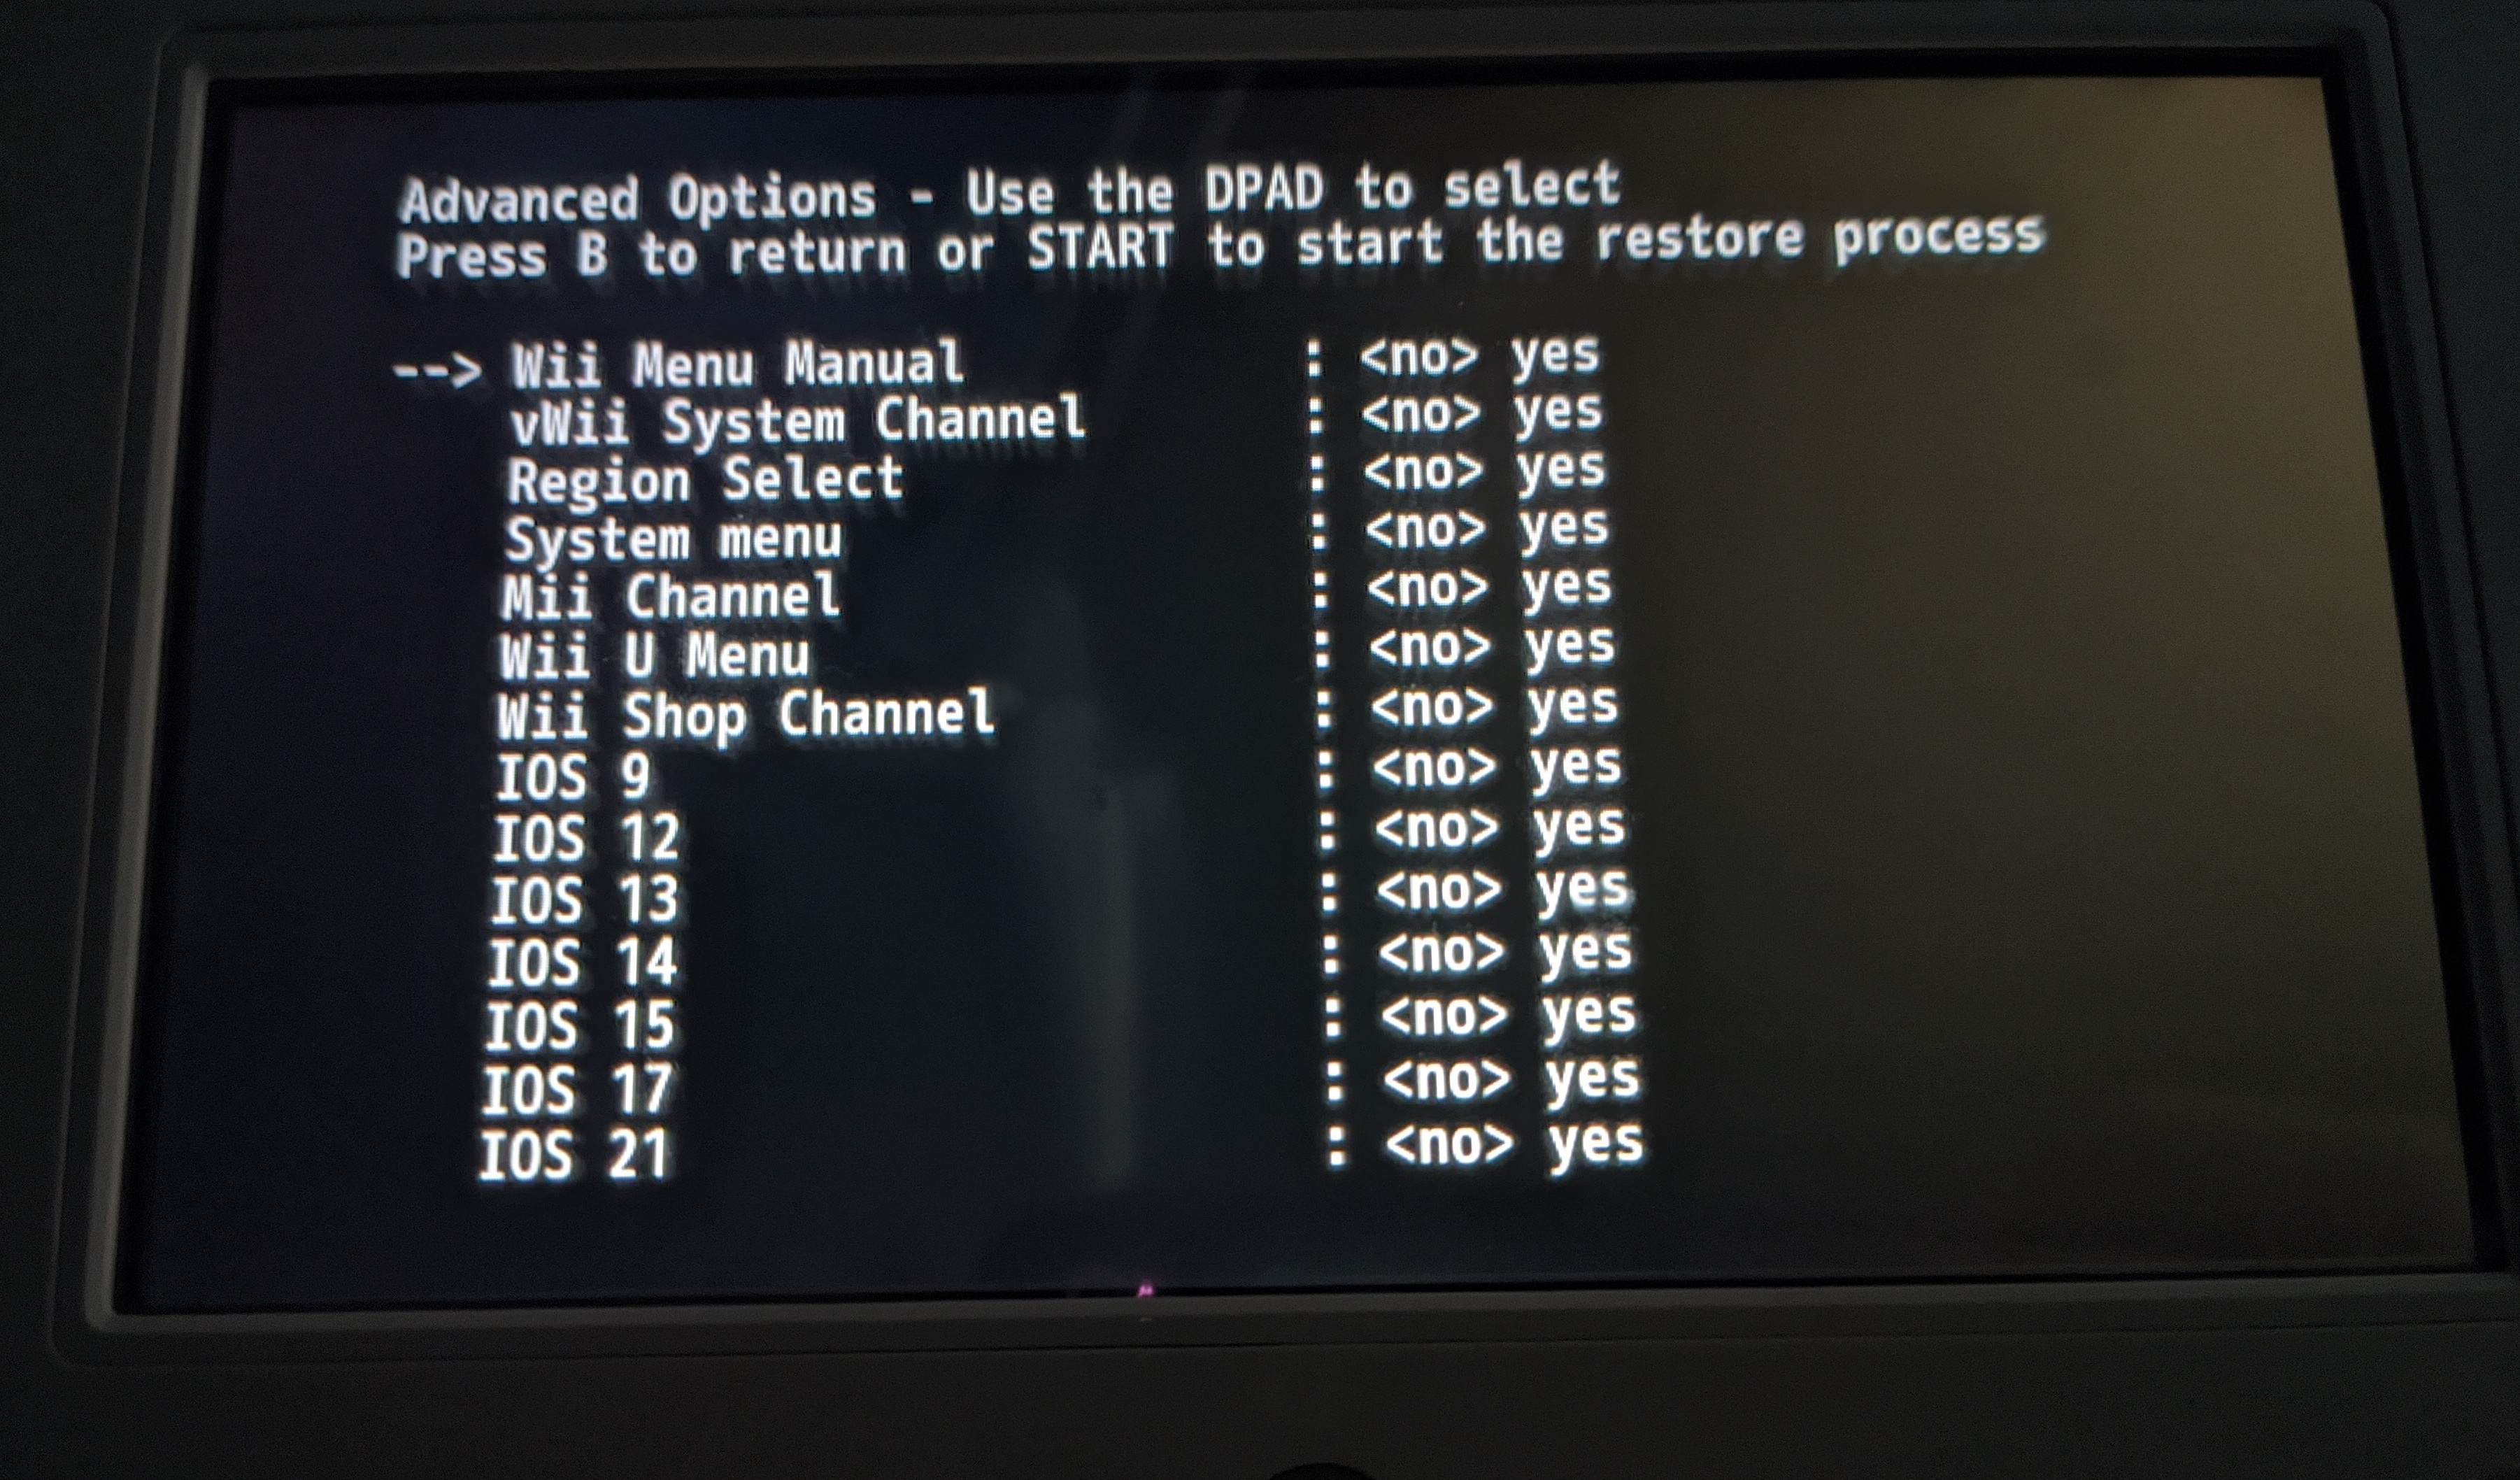 Advanced Options - Use the DPAD to select
Press B to return or START to start the restore process
--> Wii Menu Manual : <no> yes
vWii System Channel : <no> yes
Region Select : <no> yes
System menu : <no> yes
Mii Channel : <no> yes
Wii U Menu : <no> yes
Wii Shop Channel : <no> yes
IOS 9 : <no> yes
IOS 12 : <no> yes
IOS 13 : <no> yes
IOS 14 : <no> yes
IOS 15 : <no> yes
IOS 17 : <no> yes
IOS 21 : <no> yes